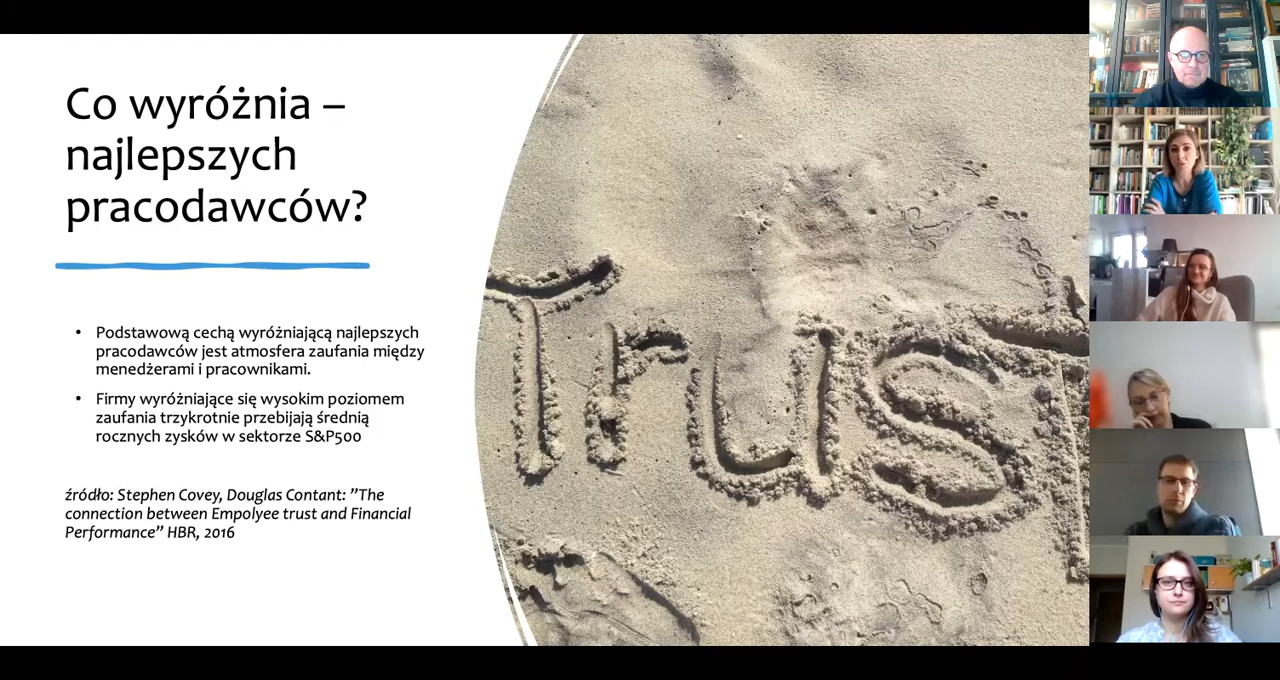 Co wyróżnia –
najlepszych
pracodawców?
• Podstawową cechą wyróżniającą najlepszych
pracodawców jest atmosfera zaufania między
menedżerami i pracownikami.
• Firmy wyróżniające się wysokim poziomem
zaufania trzykrotnie przebijają średnią
rocznych zysków w sektorze S&P500
źródło: Stephen Covey, Douglas Contant: ”The
connection between Empolyee trust and Financial
Performance” HBR, 2016
Trust